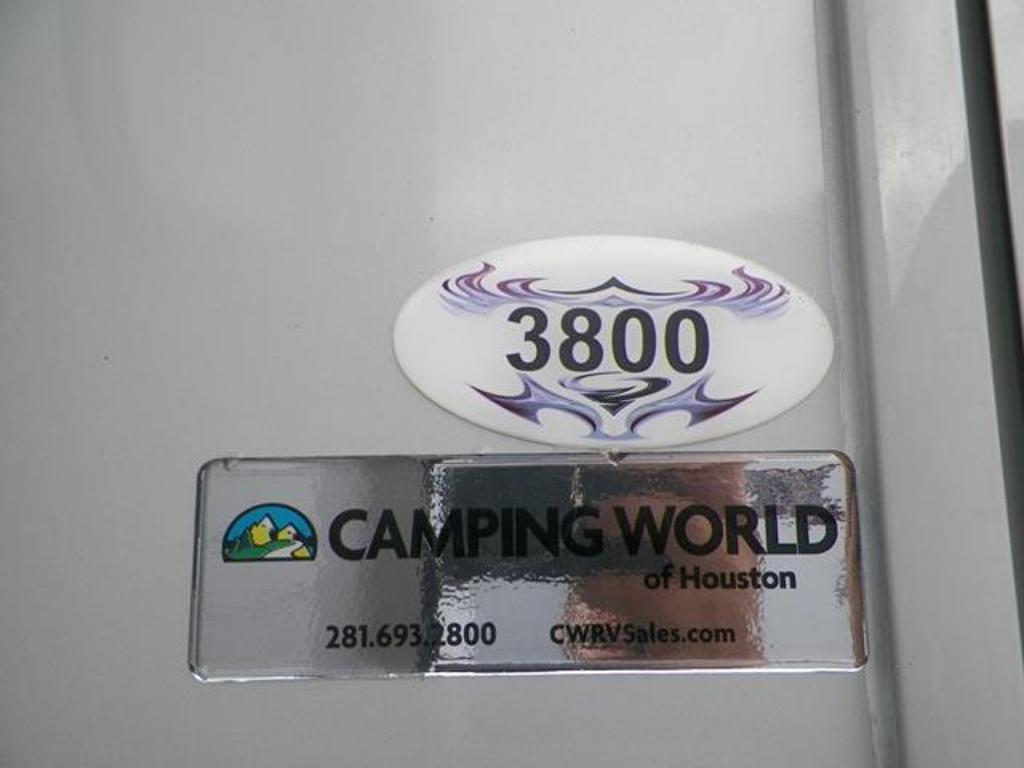 3800
CAMPING WORLD
of Houston
281.693.2800 CWRVSales.com